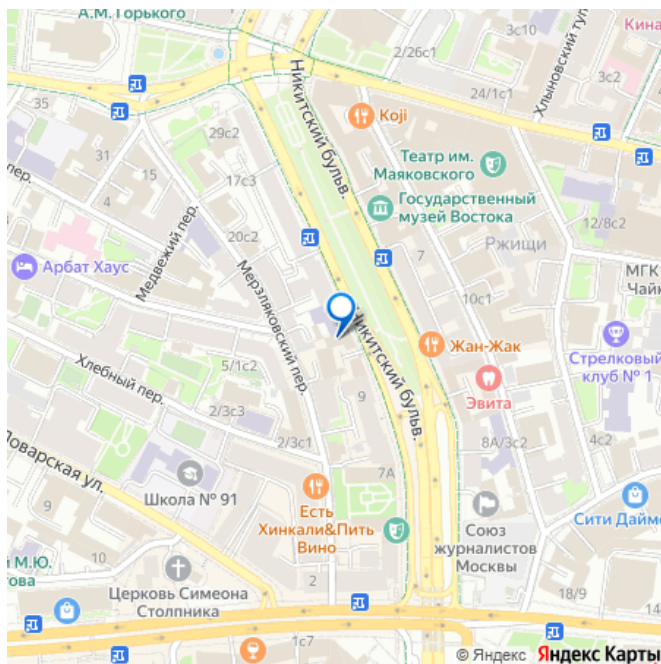 А.М. Горького
2/26с1
Хлыновский туп
Кина
3с2
3с10
24/1с1
35
Никитский бульв.
Koji
29с2
31
15
Театр им.
Маяковского
17с3
Государственный
музей Востока
12/8с2
пер.
4
Медвежий пер.
20с2
7
Ржищи
МГК
Чайк
Арбат Хаус
Мерзляковский пер.
10с1
Никитский бульв.
Жан-Жак
Стрелковый
клуб № 1
Хлебный пер.
5/1с2
Эвита
2/3с3
9
8А/3с2
4с2
2/3с1
Поварская ул.
7А
Школа № 91
Есть
Хинкали&Пить
Вино
Сити Дайм
Союз
журналистов
Москвы
й М.Ю.
това
10
9
Церковь Симеона
Столпника
2
18/9
1с7
© Яндекс Яндекс Карты